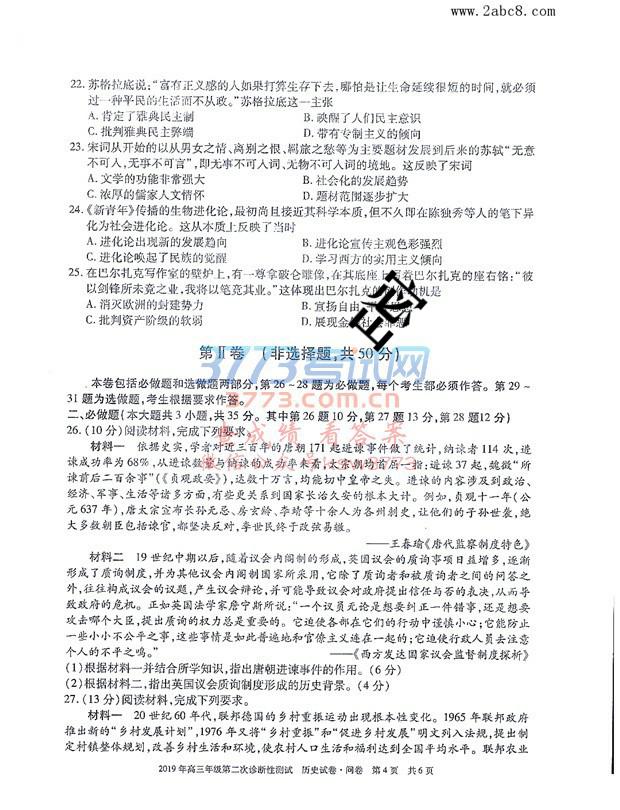 www.2abc8.com
22. 苏格拉底说:“富有正义感的人如果打算生存下去,哪怕是让生命延续很短的时间,就必须
过一种平民的生活而不从政。”苏格拉底这一主张
A. 肯定了雅典民主制 B. 唤醒了人们民主意识
C. 批判雅典民主弊端 D. 带有专制主义的倾向
23. 宋词从开始的以从男女之情、离别之恨、羁旅之愁等为主要题材发展到后来的苏轼“无意
不可入,无事不可言”,即无事不可入词、无物不可入词的境地。这反映了宋词
A. 文学的功能非常强大 B. 社会化的发展趋势
C. 浓厚的儒家人文情怀 D. 题材范围逐步扩大
24.《新青年》传播的生物进化论,最初尚且接近其科学本质,但不久即在陈独秀等人的笔下异
化为社会进化论。这从本质上反映了当时
A. 进化论出现新的发展趋向 B. 进化论宣传主观色彩强烈
C. 进化论唤起了民族的觉醒 D. 学习西方的实用主义倾向
25. 在巴尔扎克写作室的壁炉上,有一尊拿破仑雕像,在其底座上写着巴尔扎克的座右铭:“彼
以剑锋所未竟之业,我将以笔竟其业。”这体现出巴尔扎克的创作动机是
A. 消灭欧洲的封建势力 B. 宣扬自由平等思想
C. 批判资产阶级的软弱 D. 展现金钱社会罪恶
密
第Ⅱ卷 (非选择题,共50分)
3773考试网
本卷包括必做题和选做题两部分,第26~28题为必做题,每个考生都必须作答。第29~
31题为选做题,考生根据要求作答。
二、必做题(本大题共3小题,共35分。其中第26题10分,第27题13分,第28题12分)
26. (10分)阅读材料,完成下列要求。
查成绩 看答案
材料一 依据史实,学者对近三百年的唐朝171起进谏事件做了统计,纳谏者114次,进
谏成功率为68%,从进谏数量与纳谏的成功率来看,太宗朝均首屈一指:进谏37起,魏徵“所
谏前后二百余事”(《贞观政要》),达数十万言,均能切中皇帝之失。进谏的内容涉及到政治、
经济、军事、生活等诸多方面,有些更关系到国家长治久安的根本大计。例如,贞观十一年(公
元637年),唐太宗宣布长孙无忌、房玄龄、李靖等十余人为各州刺史,让他们的子孙世袭,绝
大多数朝臣包括谏官,都坚决反对,幸世民终于改弦易辙。
——王春瑜《唐代监察制度特色》
材料二 19世纪中期以后,随着议会内阁制的形成,英国议会的质询事项日益增多,逐渐
形成了质询制度,并为其他议会内阁制国家所采用,它除了质询者和被质询者之间的问答之
外,往往构成议会的议题,产生议会辩论,并可能导致议会对政府提出信任与否的表决,从而导
致政府的危机。正如英国法学家詹宁斯所说:“一个议员无论是想要纠正一件错事,还是想要
攻击哪个大臣,提出质询的权力总是重要的。它迫使各部在它们的行动中谨慎小心;它能防止
一些小小不公平之事,这些事情是如此普遍地和官僚主义连在一起的;它迫使行政人员去注意
个人的不平之鸣。” ——《西方发达国家议会监督制度探析》
(1)根据材料一并结合所学知识,指出唐朝进谏事件的作用。(6分)
(2)根据材料二,指出英国议会质询制度形成的历史背景。(4分)
27. (13分)阅读材料,完成下列要求。
材料一 20世纪60年代,联邦德国的乡村重振运动出现根本性变化。1965年联邦政府
推出新的“乡村发展计划”,1976年又将“乡村重振”和“促进乡村发展”明文列入法规,提出制
定村镇整体规划,改善乡村生活和环境,使农村人口生活和福利达到全国平均水平。联邦农业
2019年高三年级第二次诊断性测试 历史试卷·问卷 第4页 共6页